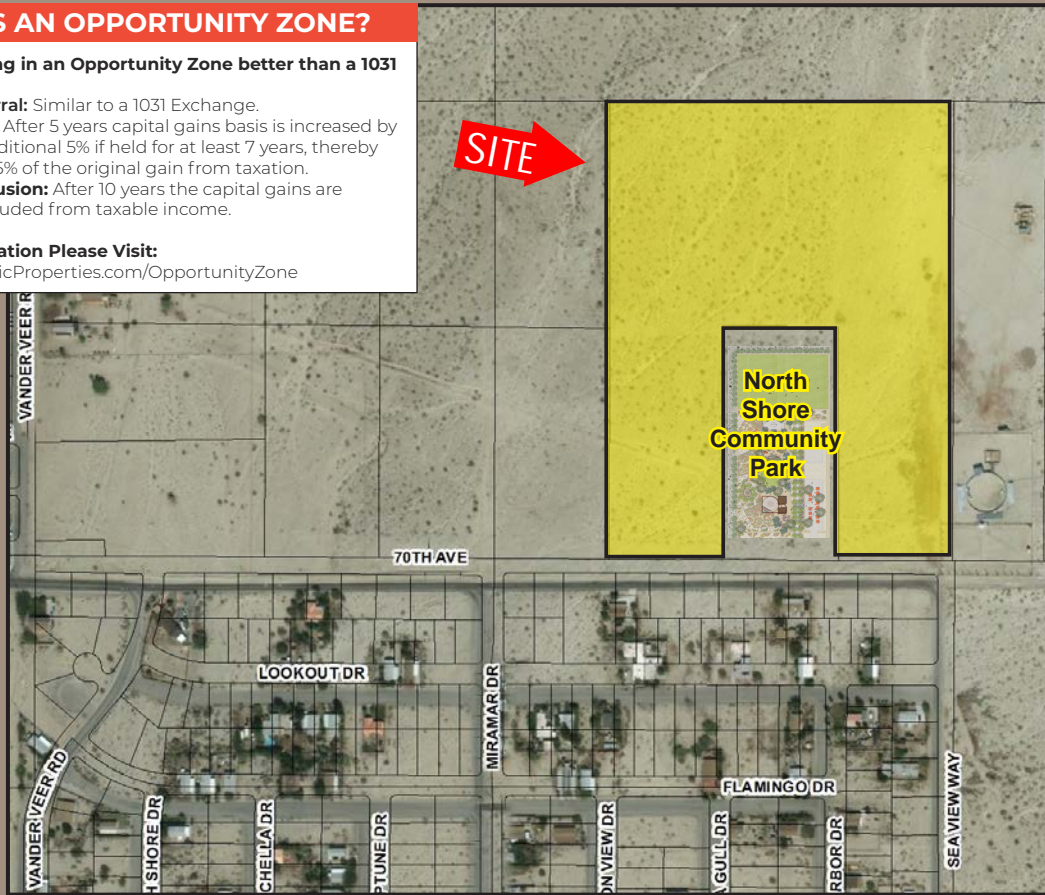 S AN OPPORTUNITY ZONE?
ng in an Opportunity Zone better than a 1031
ral: Similar to a 1031 Exchange.
After 5 years capital gains basis is increased by
ditional 5% if held for at least 7 years, thereby
5% of the original gain from taxation.
usion: After 10 years the capital gains are
uded from taxable income.
ation Please Visit:
icProperties.com/OpportunityZone
SITE
VANDER VEER R
North
Shore
Community
Park
70TH AVE
LOOKOUT DR
MIRAMAR DR
VANDER VEER RD
H SHORE DR
CHELLA DR
PTUNE DR
ON VIEW DR
FLAMINGO DR
GULL DR
RBOR DR
SEA VIEW WAY